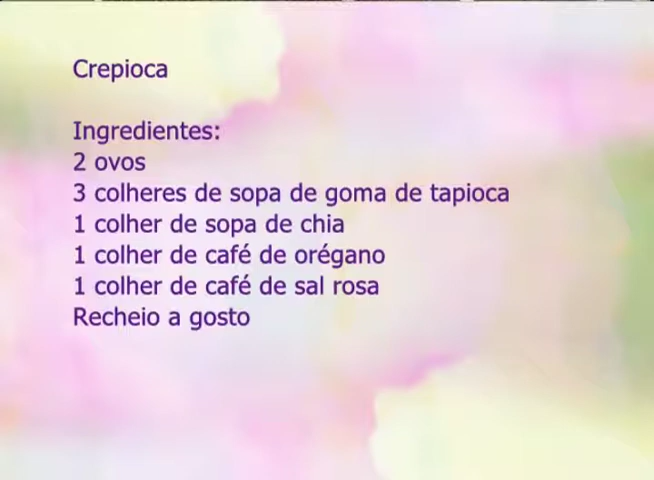 Crepioca
Ingredientes:
2 ovos
3 colheres de sopa de goma de tapioca
1 colher de sopa de chia
1 colher de café de orégano
1 colher de café de sal rosa
Recheio a gosto